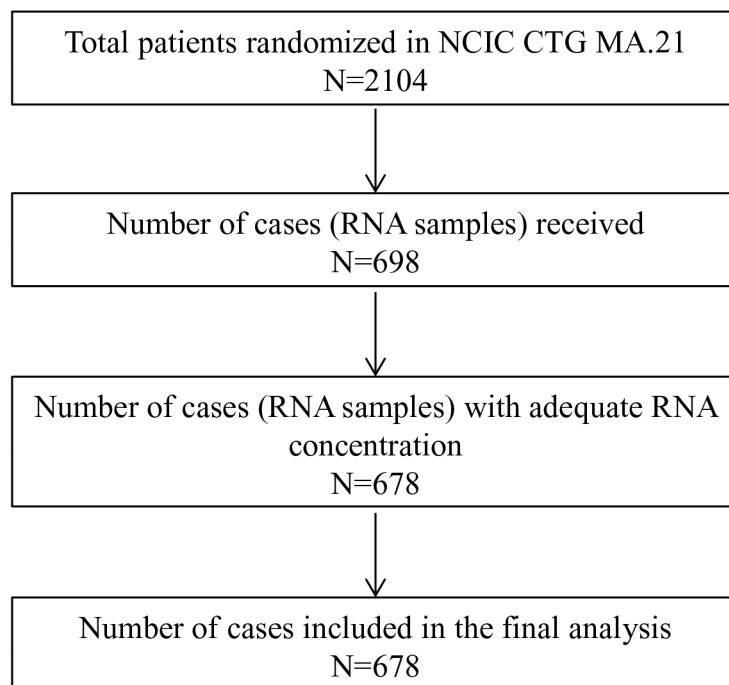 Total patients randomized in NCIC CTG MA.21
N=2104
Number of cases (RNA samples) received
N=698
Number of cases (RNA samples) with adequate RNA
concentration
N=678
Number of cases included in the final analysis
N=678